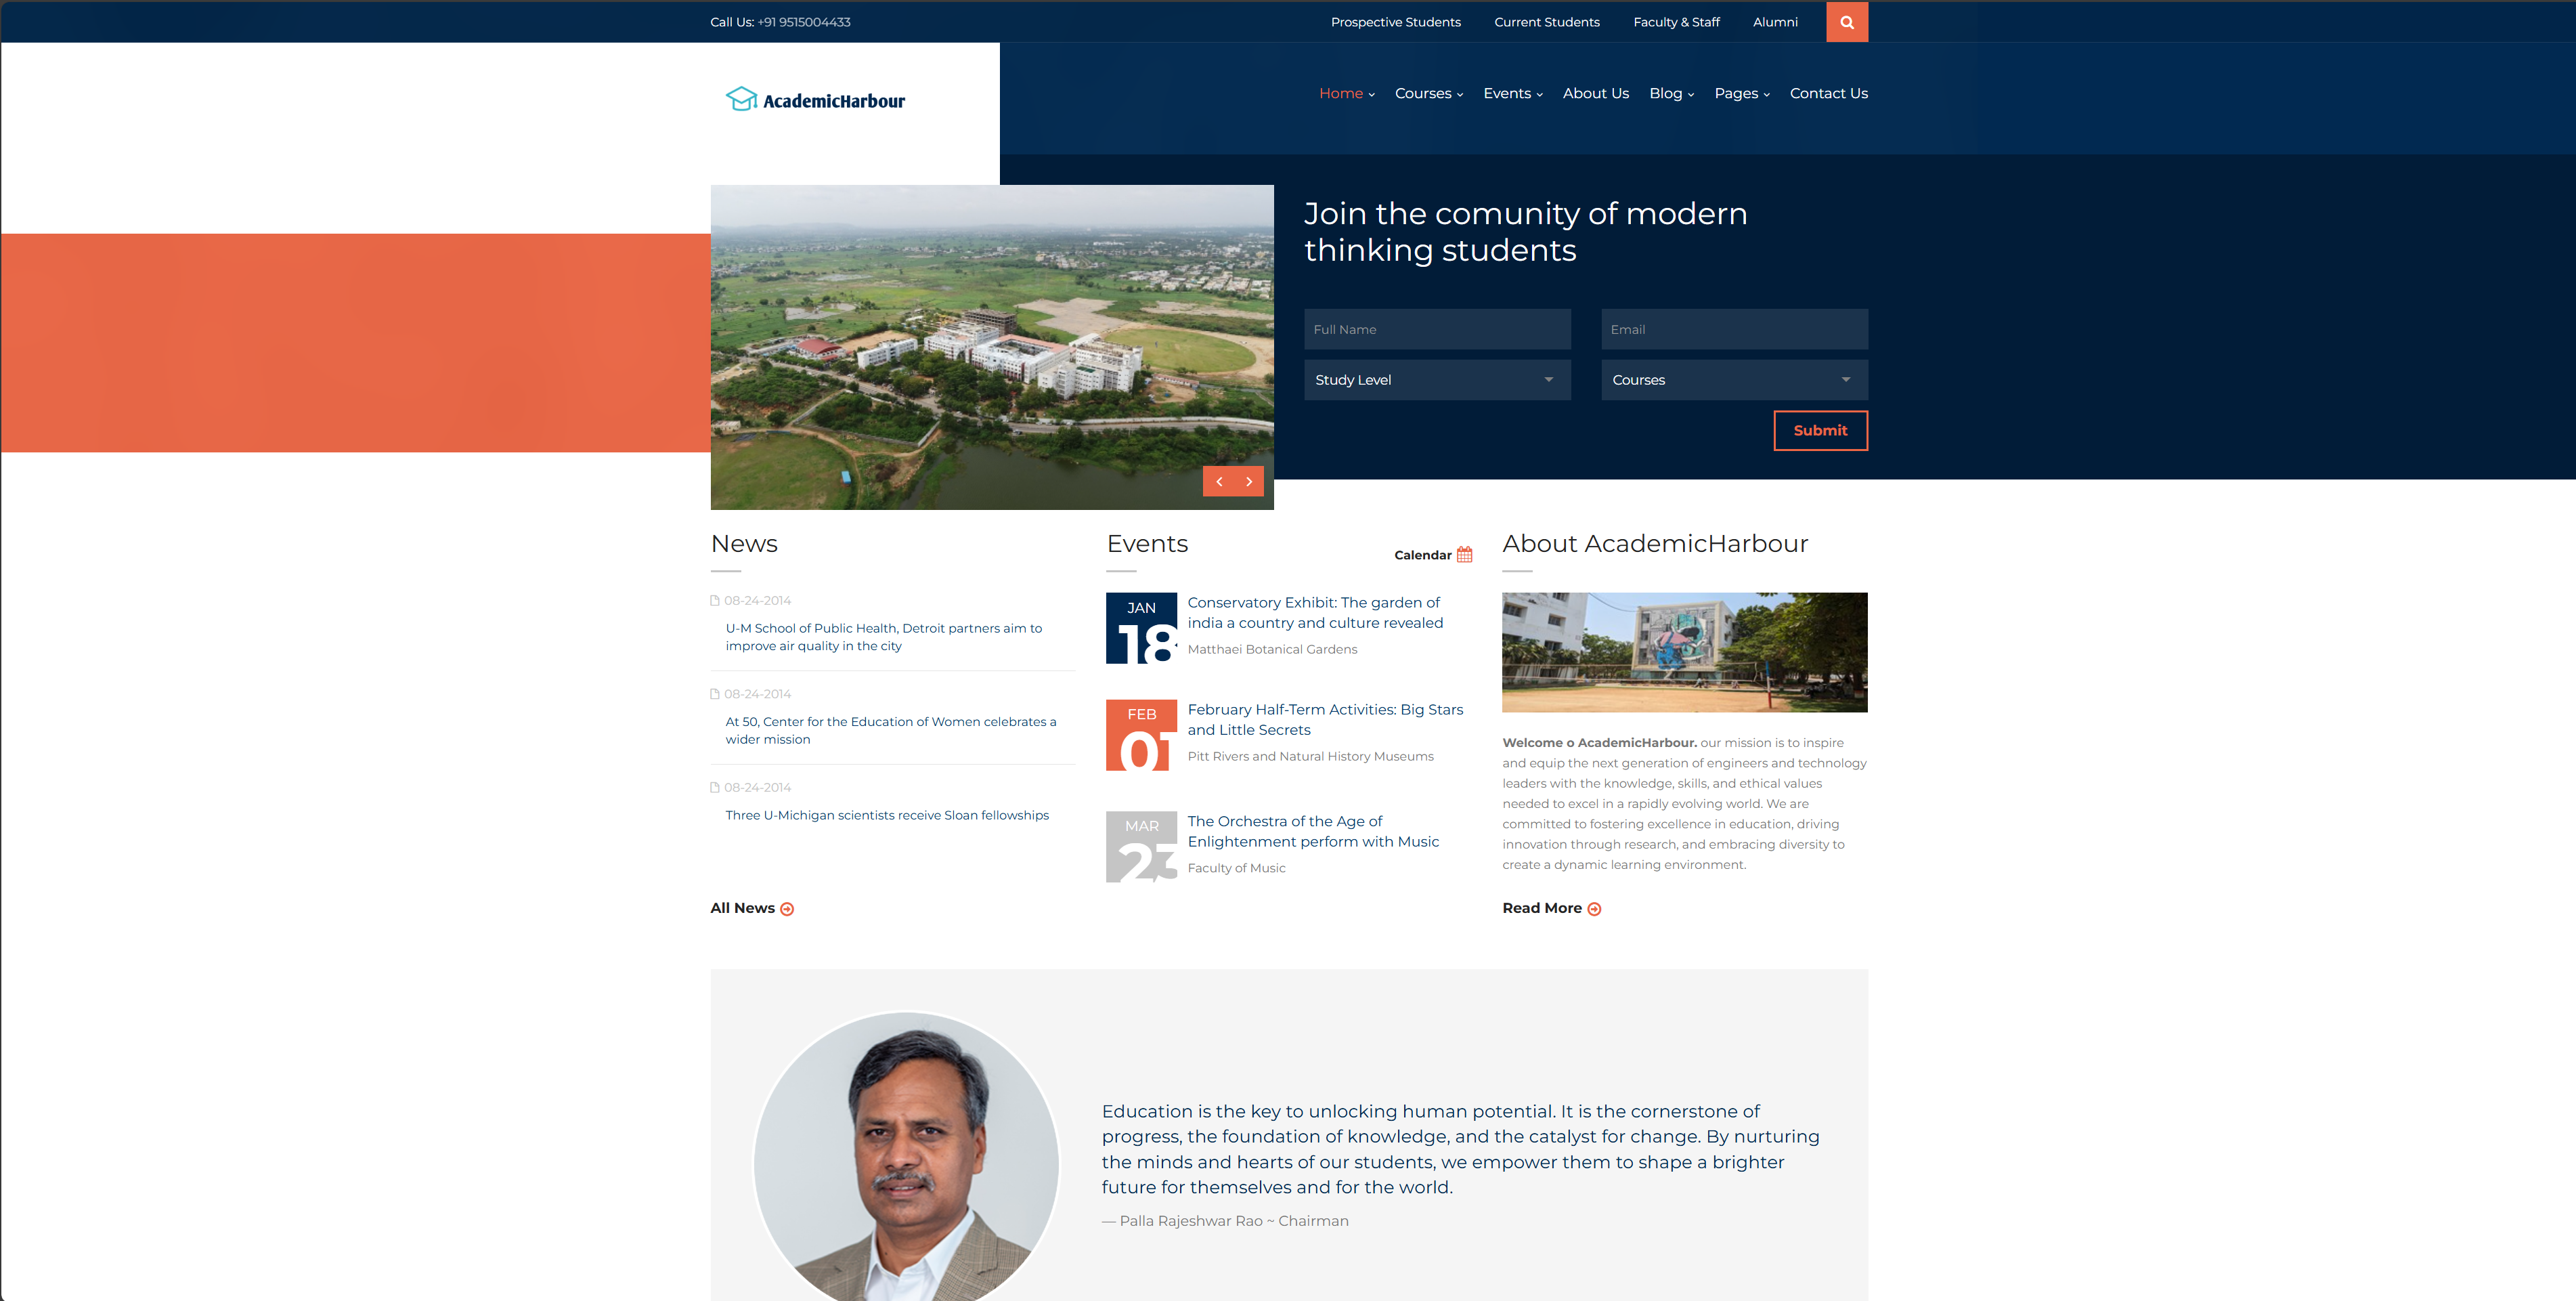 Call Us: +91 9515004433
Prospective Students Current Students Faculty & Staff Alumni
AcademicHarbour
Home Courses Events About Us Blog Pages Contact Us
Join the comunity of modern
thinking students
Full Name Email
Study Level Courses
Submit
News
08-24-2014
U-M School of Public Health, Detroit partners aim to
improve air quality in the city
08-24-2014
At 50, Center for the Education of Women celebrates a
wider mission
08-24-2014
Three U-Michigan scientists receive Sloan fellowships
All News
Events
Calendar
JAN
18
Conservatory Exhibit: The garden of
india a country and culture revealed
Matthaei Botanical Gardens
FEB
01
February Half-Term Activities: Big Stars
and Little Secrets
Pitt Rivers and Natural History Museums
MAR
23
The Orchestra of the Age of
Enlightenment perform with Music
Faculty of Music
About AcademicHarbour
Welcome o AcademicHarbour. our mission is to inspire
and equip the next generation of engineers and technology
leaders with the knowledge, skills, and ethical values
needed to excel in a rapidly evolving world. We are
committed to fostering excellence in education, driving
innovation through research, and embracing diversity to
create a dynamic learning environment.
Read More
Education is the key to unlocking human potential. It is the cornerstone of
progress, the foundation of knowledge, and the catalyst for change. By nurturing
the minds and hearts of our students, we empower them to shape a brighter
future for themselves and for the world.
— Palla Rajeshwar Rao ~ Chairman